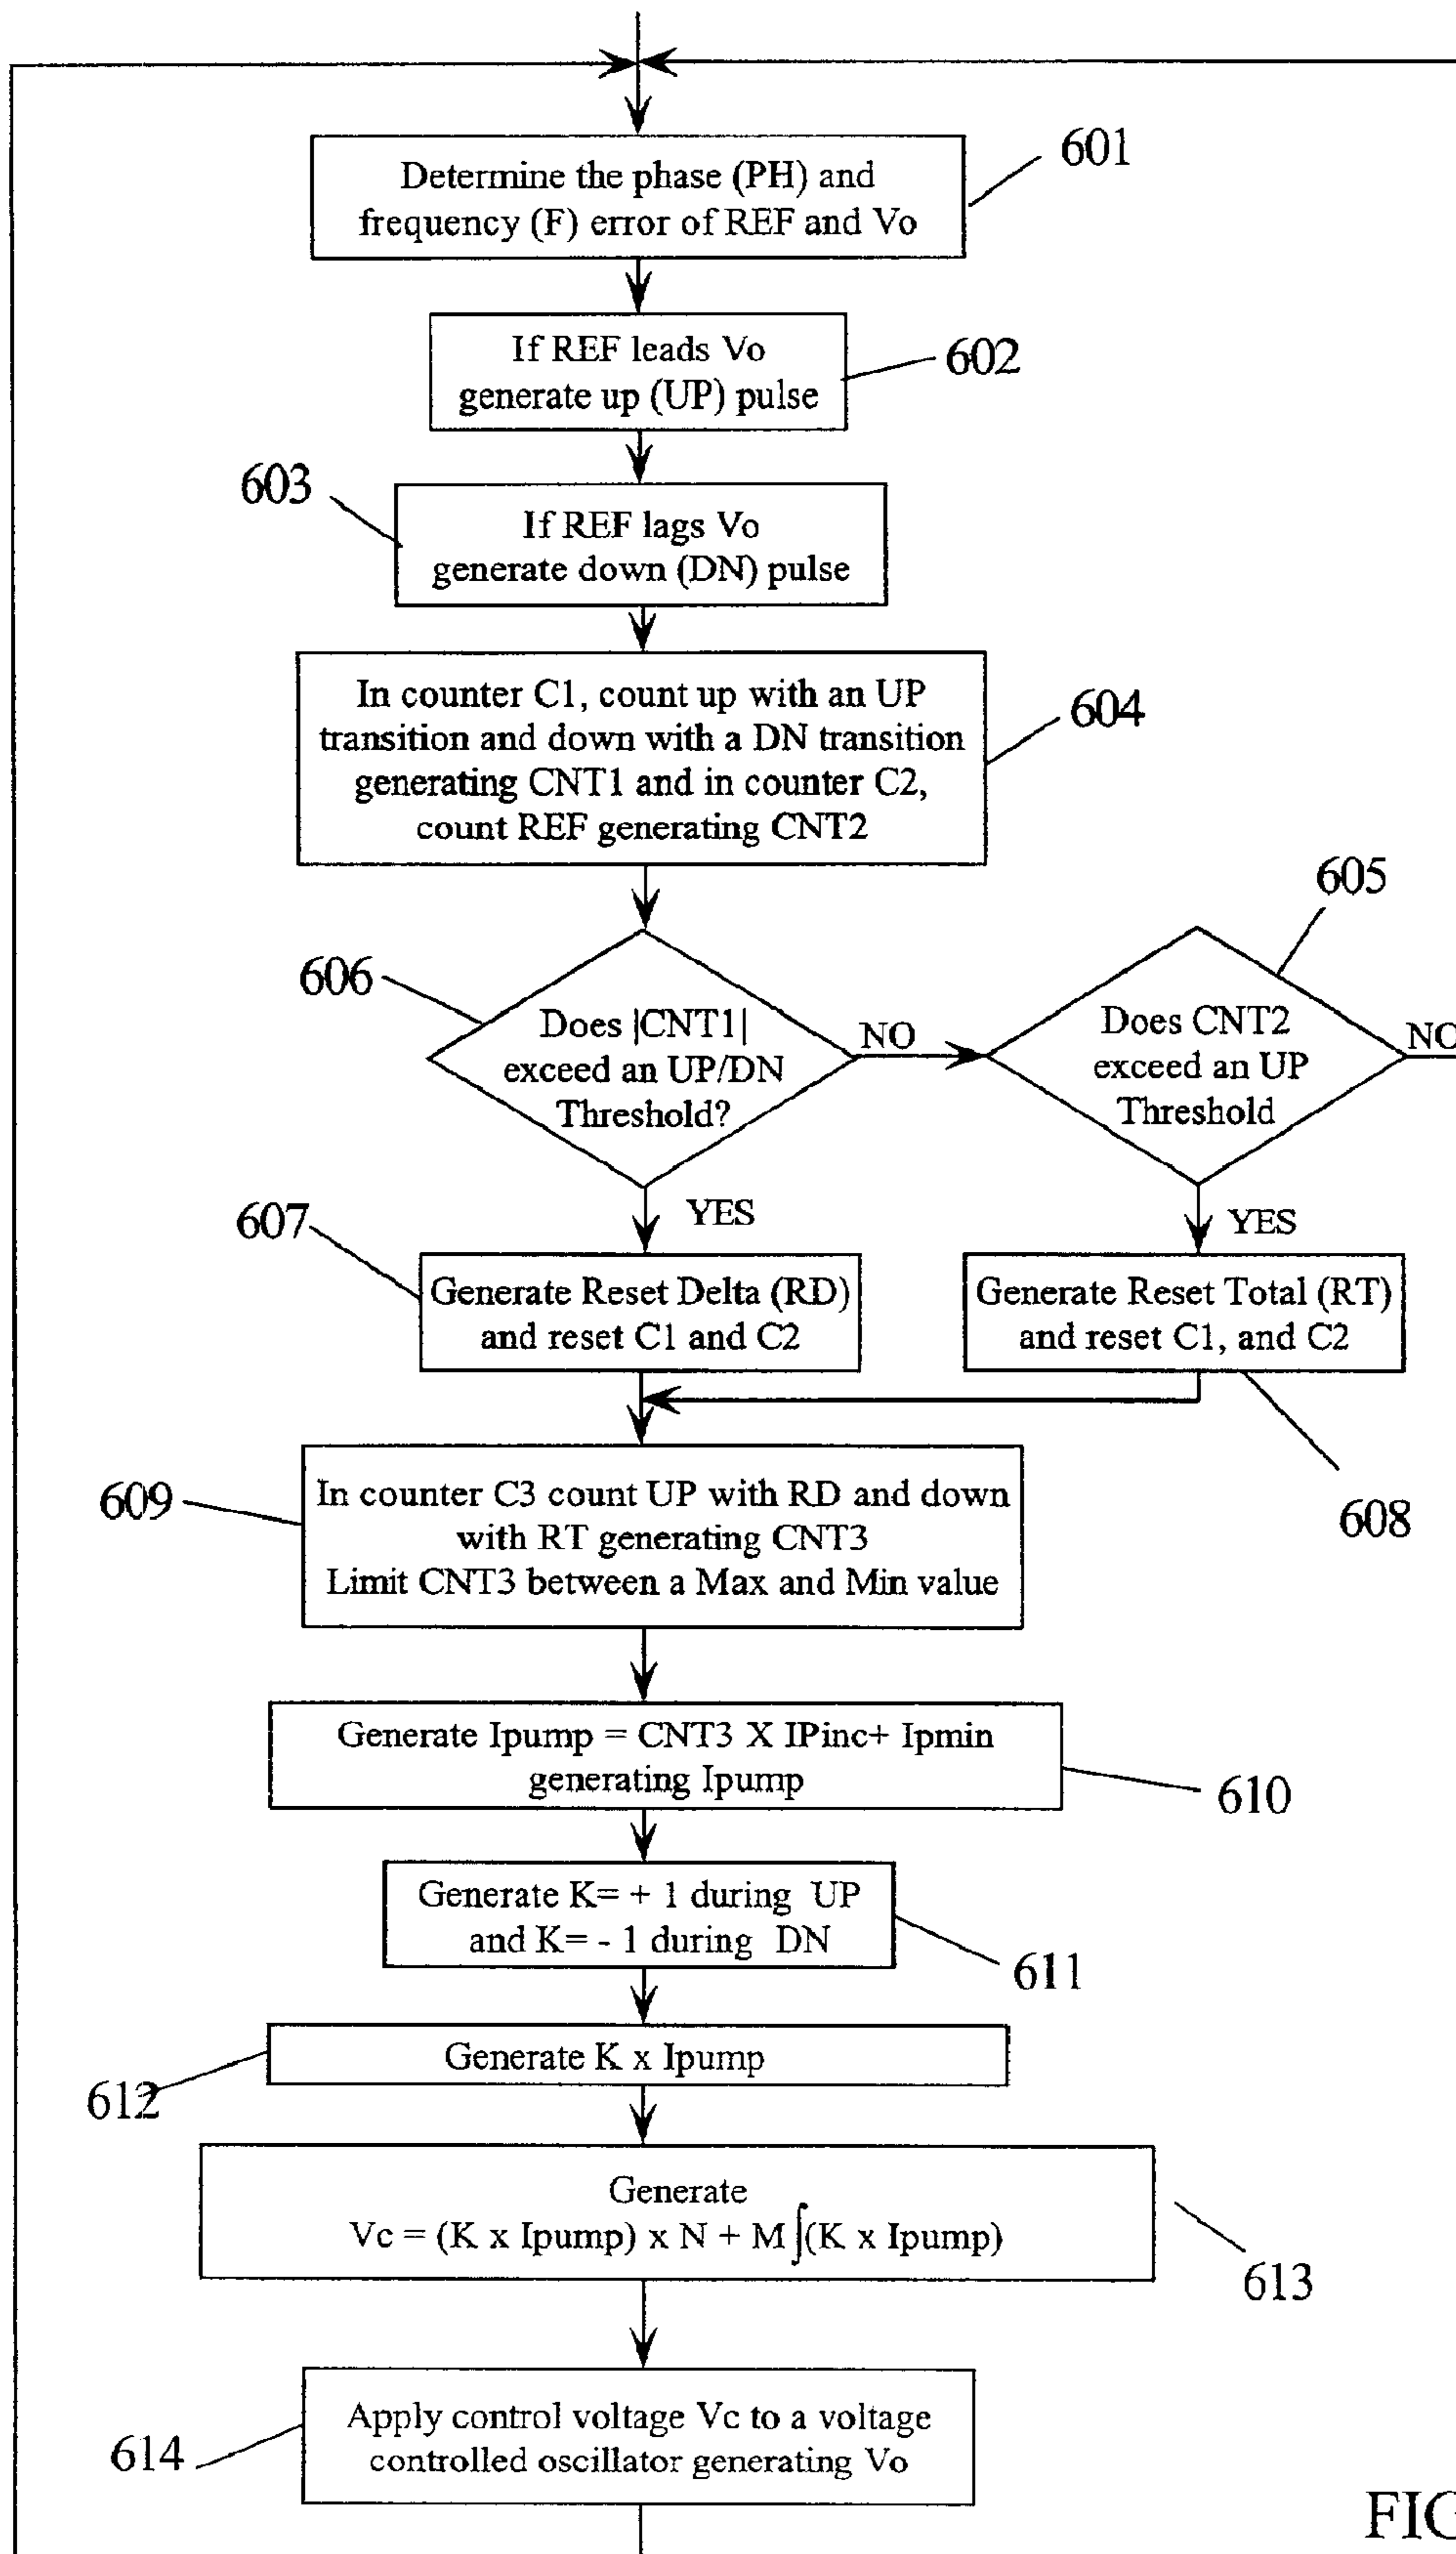 601
Determine the phase (PH) and
frequency (F) error of REF and Vo
If REF leads Vo
generate up (UP) pulse
602
603
If REF lags Vo
generate down (DN) pulse
In counter C1, count up with an UP
transition and down with a DN transition
generating CNT1 and in counter C2,
count REF generating CNT2
604
605
606
Does |CNT1|
exceed an UP/DN
Threshold?
NO
Does CNT2
exceed an UP
Threshold
NO
YES
YES
607
Generate Reset Delta (RD)
and reset C1 and C2
Generate Reset Total (RT)
and reset C1, and C2
608
609
In counter C3 count UP with RD and down
with RT generating CNT3
Limit CNT3 between a Max and Min value
Generate Ipump = CNT3 X IPinc+ Ipmin
generating Ipump
610
Generate K= + 1 during UP
and K= - 1 during DN
611
Generate K x Ipump
612
Generate
Vc = (K x Ipump) x N + M ∫(K x Ipump)
613
Apply control voltage Vc to a voltage
controlled oscillator generating Vo
614
FIG